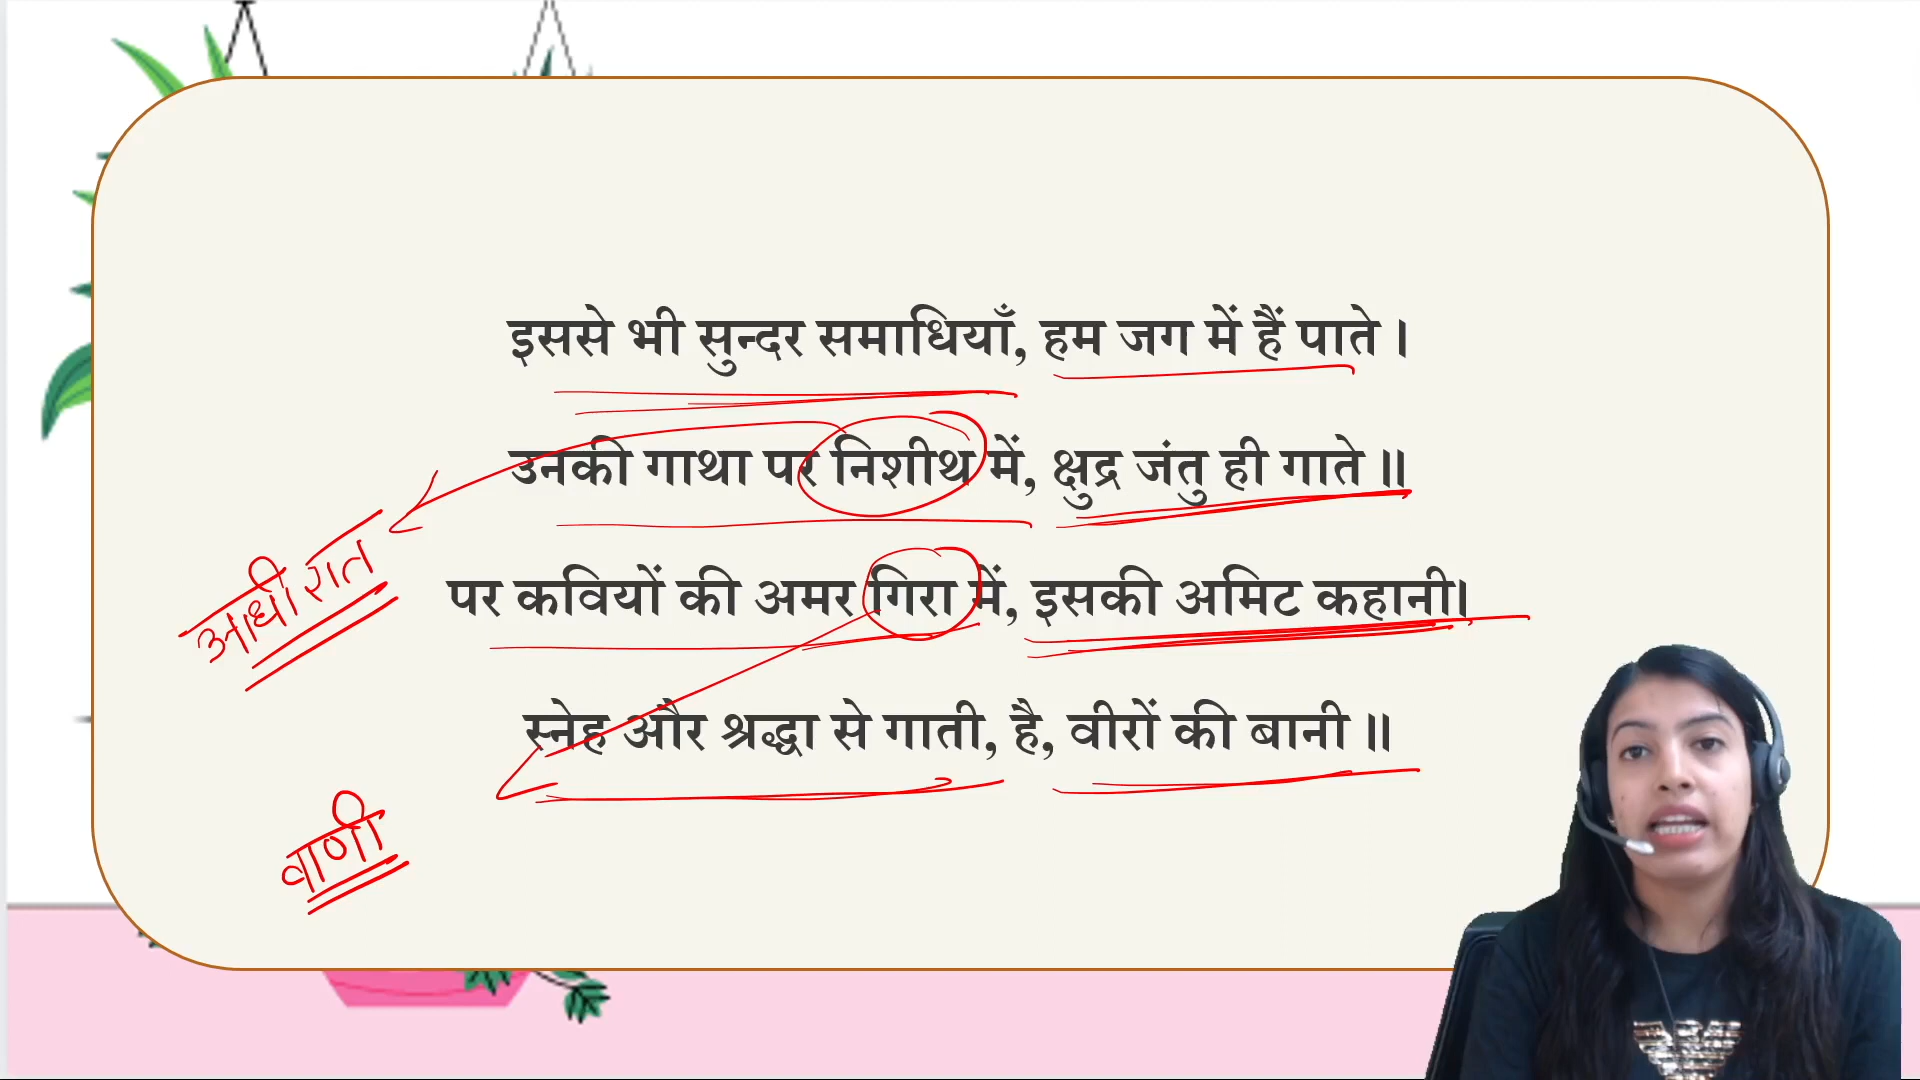 इससे भी सुन्दर समाधियाँ, हम जग में हैं पाते।
उनकी गाथा पर निशीथ में, क्षुद्र जंतु ही गाते॥
आधी रात
पर कवियों की अमर गिरा में, इसकी अमिट कहानी।
स्नेह और श्रद्धा से गाती, है, वीरों की बानी॥
वाणी